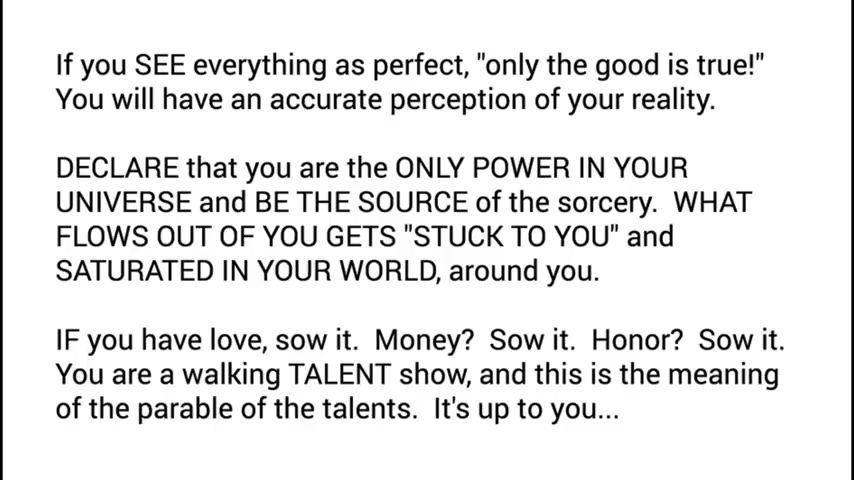 If you SEE everything as perfect, "only the good is true!"
You will have an accurate perception of your reality.
DECLARE that you are the ONLY POWER IN YOUR
UNIVERSE and BE THE SOURCE of the sorcery.  WHAT
FLOWS OUT OF YOU GETS "STUCK TO YOU" and
SATURATED IN YOUR WORLD, around you.
IF you have love, sow it.  Money?  Sow it.  Honor?  Sow it.
You are a walking TALENT show, and this is the meaning
of the parable of the talents.  It's up to you...